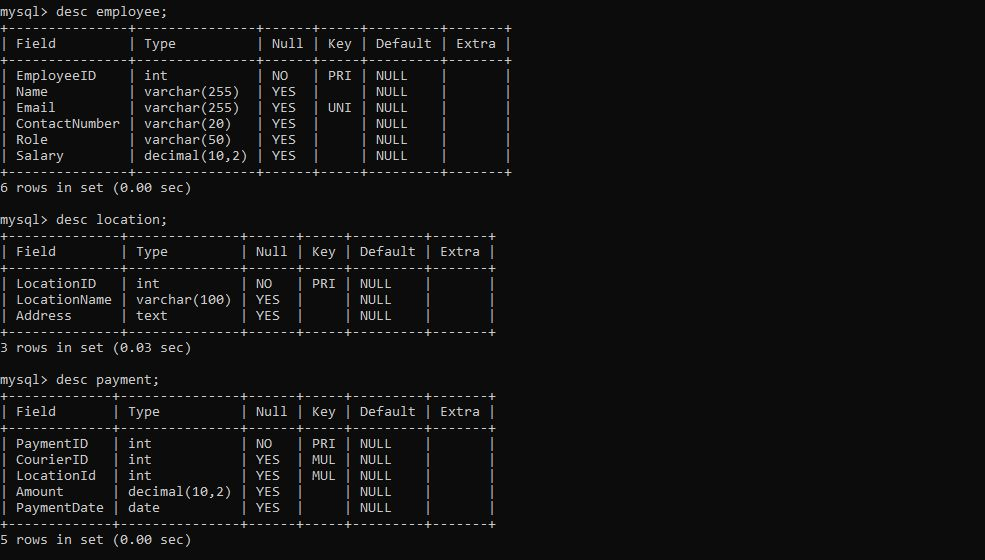 mysql> desc employee;
+---------------+---------------+------+-----+---------+-------+
| Field         | Type          | Null | Key | Default | Extra |
+---------------+---------------+------+-----+---------+-------+
| EmployeeID    | int           | NO   | PRI | NULL    |       |
| Name          | varchar(255)  | YES  |     | NULL    |       |
| Email         | varchar(255)  | YES  | UNI | NULL    |       |
| ContactNumber | varchar(20)   | YES  |     | NULL    |       |
| Role          | varchar(50)   | YES  |     | NULL    |       |
| Salary        | decimal(10,2) | YES  |     | NULL    |       |
+---------------+---------------+------+-----+---------+-------+
6 rows in set (0.00 sec)
mysql> desc location;
+--------------+--------------+------+-----+---------+-------+
| Field        | Type         | Null | Key | Default | Extra |
+--------------+--------------+------+-----+---------+-------+
| LocationID   | int          | NO   | PRI | NULL    |       |
| LocationName | varchar(100) | YES  |     | NULL    |       |
| Address      | text         | YES  |     | NULL    |       |
+--------------+--------------+------+-----+---------+-------+
3 rows in set (0.03 sec)
mysql> desc payment;
+-------------+---------------+------+-----+---------+-------+
| Field       | Type          | Null | Key | Default | Extra |
+-------------+---------------+------+-----+---------+-------+
| PaymentID   | int           | NO   | PRI | NULL    |       |
| CourierID   | int           | YES  | MUL | NULL    |       |
| LocationId  | int           | YES  | MUL | NULL    |       |
| Amount      | decimal(10,2) | YES  |     | NULL    |       |
| PaymentDate | date          | YES  |     | NULL    |       |
+-------------+---------------+------+-----+---------+-------+
5 rows in set (0.00 sec)